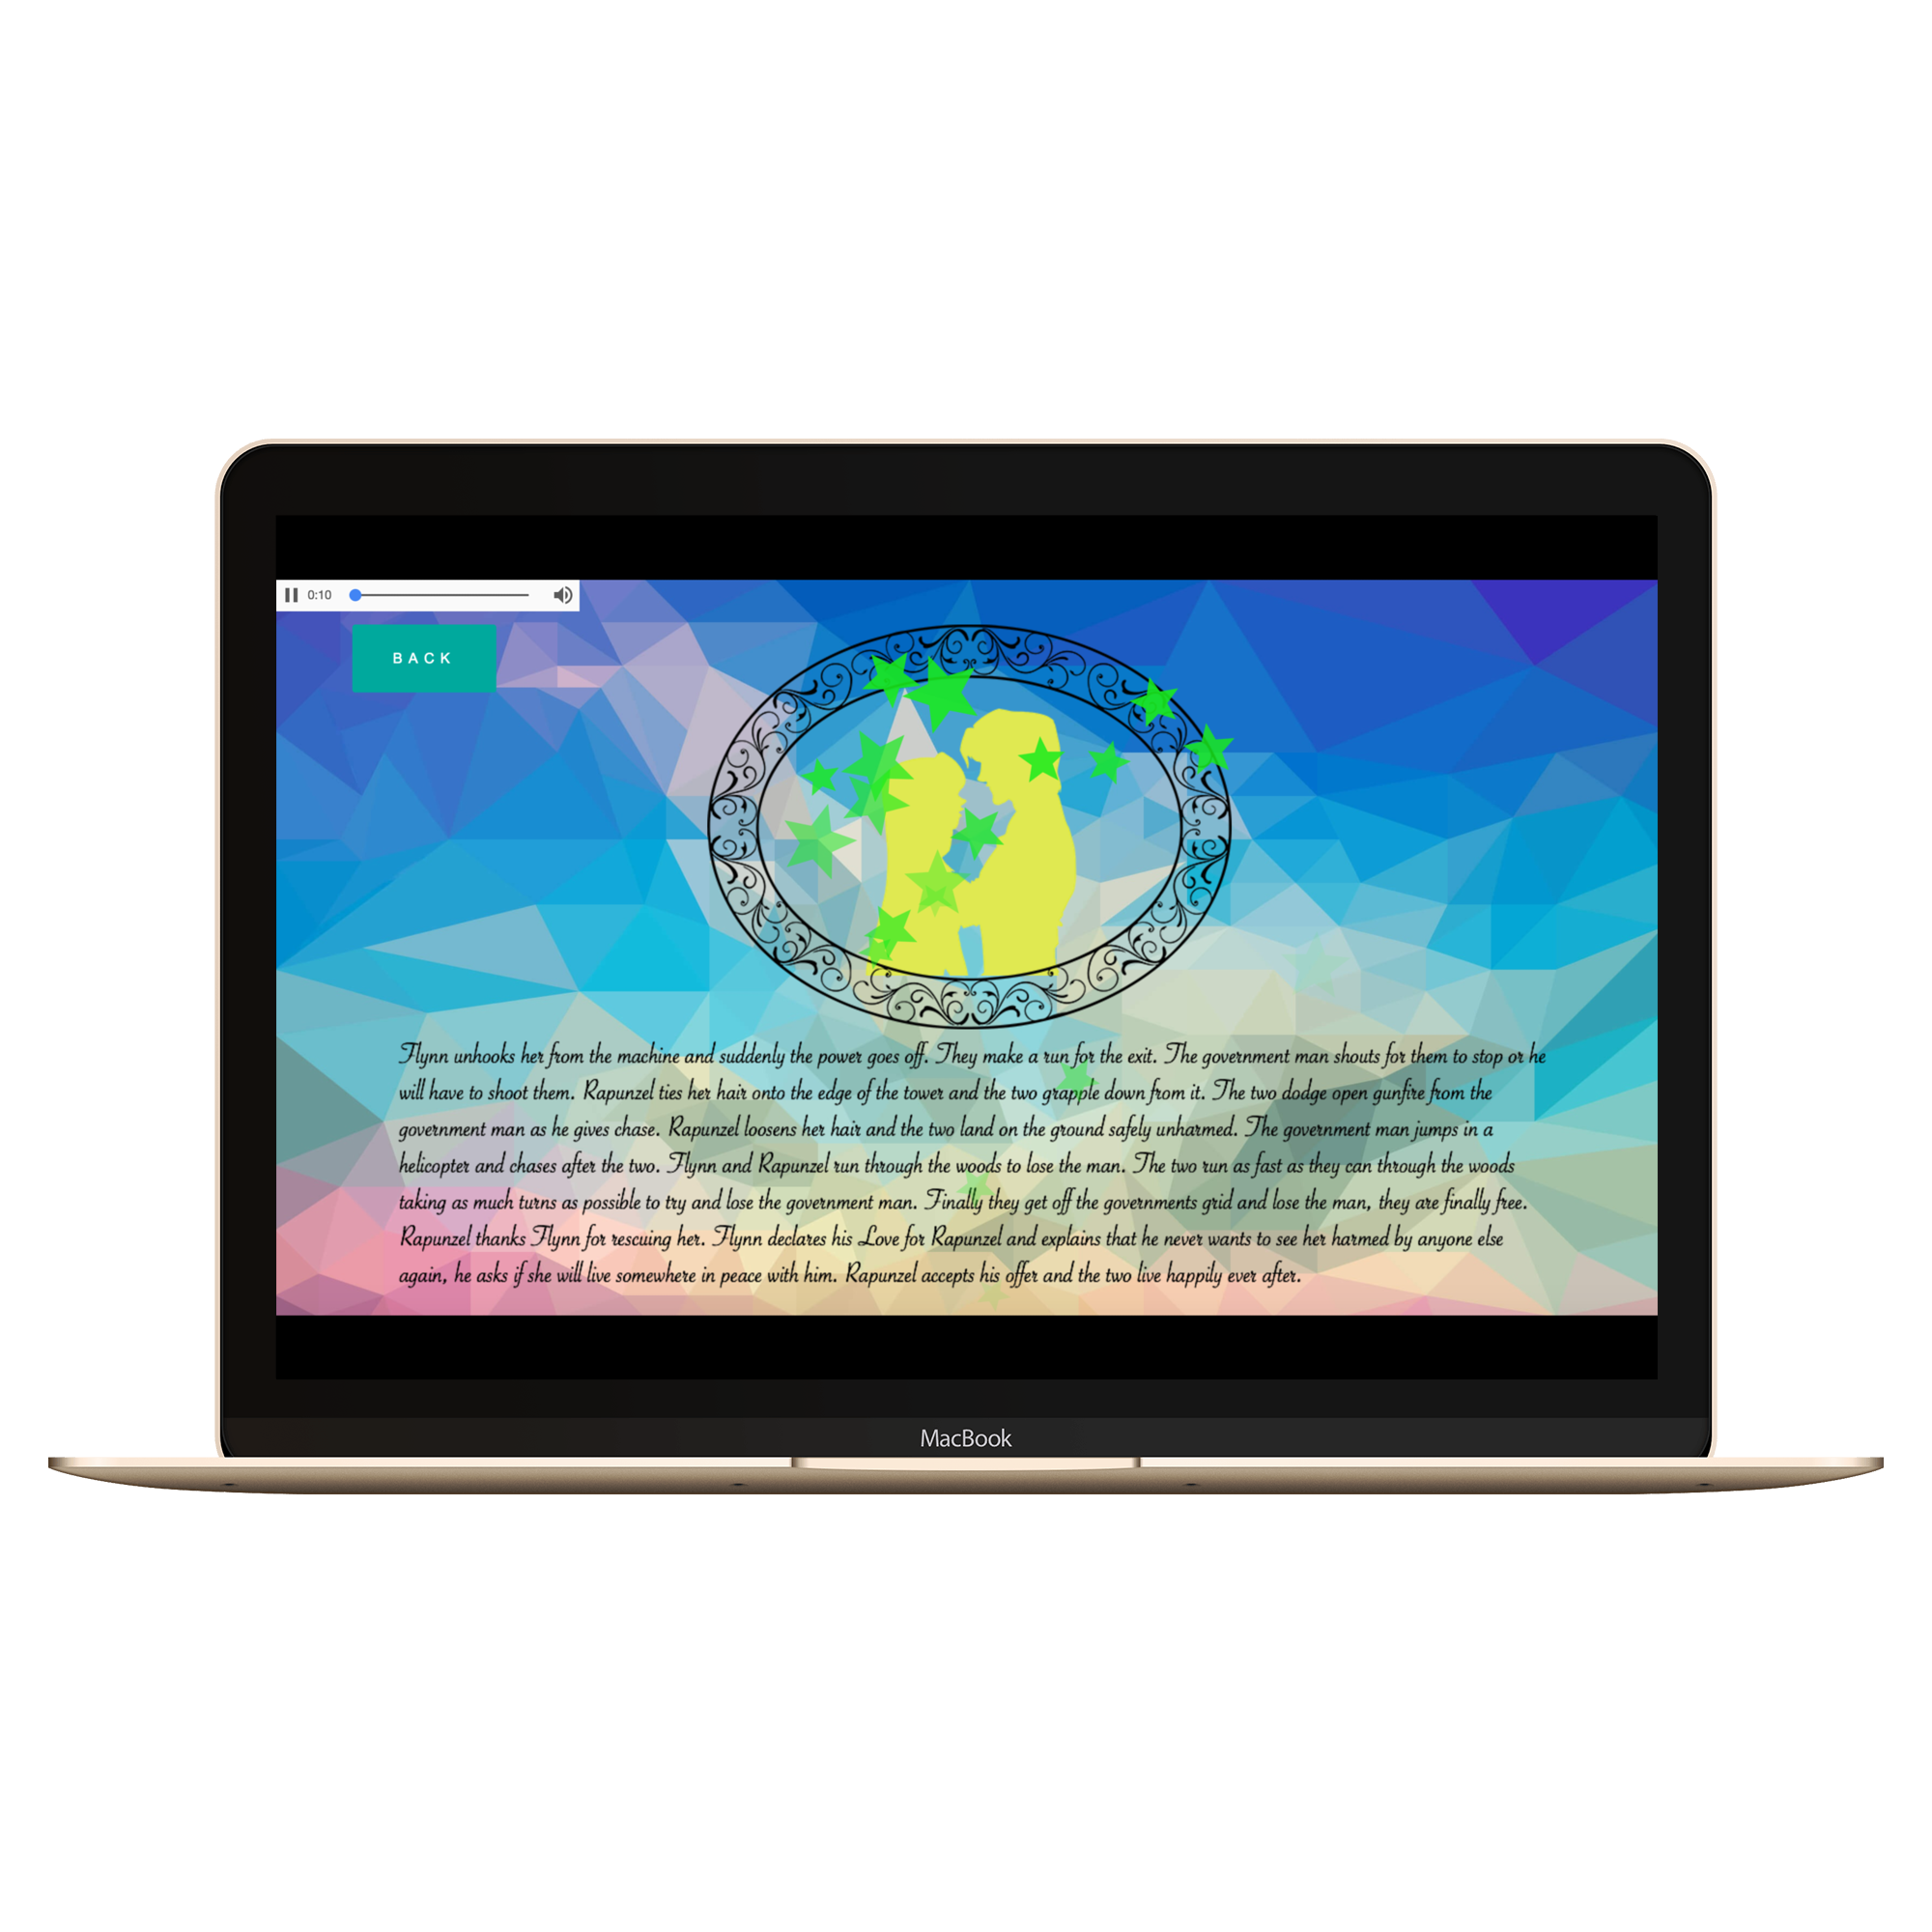 0:10
BACK
Flynn unhooks her from the machine and suddenly the power goes off. They make a run for the exit. The government man shouts for them to stop or he
will have to shoot them. Rapunzel ties her hair onto the edge of the tower and the two grapple down from it. The two dodge open gunfire from the
government man as he gives chase. Rapunzel loosens her hair and the two land on the ground safely unharmed. The government man jumps in a
helicopter and chases after the two. Flynn and Rapunzel run through the woods to lose the man. The two run as fast as they can through the woods
taking as much turns as possible to try and lose the government man. Finally they get off the governments grid and lose the man, they are finally free.
Rapunzel thanks Flynn for rescuing her. Flynn declares his Love for Rapunzel and explains that he never wants to see her harmed by anyone else
again, he asks if she will live somewhere in peace with him. Rapunzel accepts his offer and the two live happily ever after.
MacBook